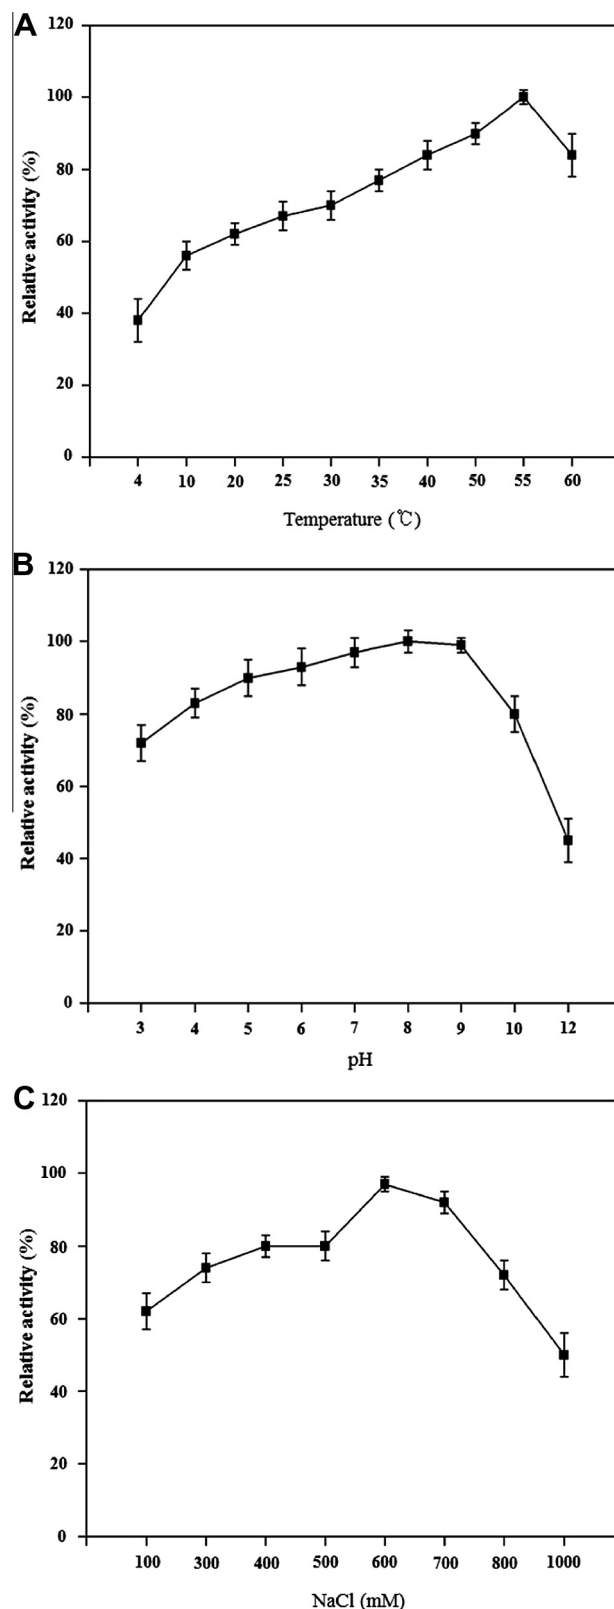 A
120
100
80
60
40
20
0
Relative activity (%)
4 10 20 25 30 35 40 50 55 60
Temperature (℃)
B
120
100
80
60
40
20
0
Relative activity (%)
3 4 5 6 7 8 9 10 12
pH
C
120
100
80
60
40
20
0
Relative activity (%)
100 300 400 500 600 700 800 1000
NaCl (mM)